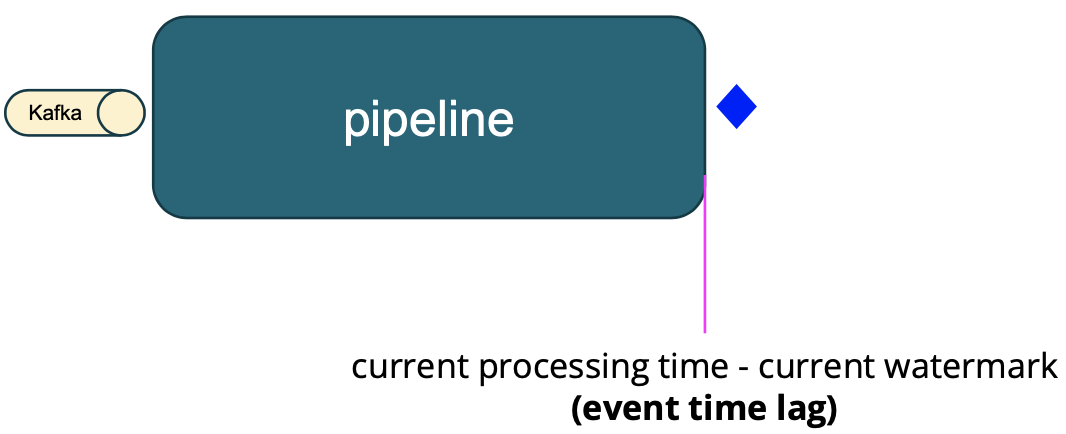 Kafka
pipeline
current processing time - current watermark
(event time lag)